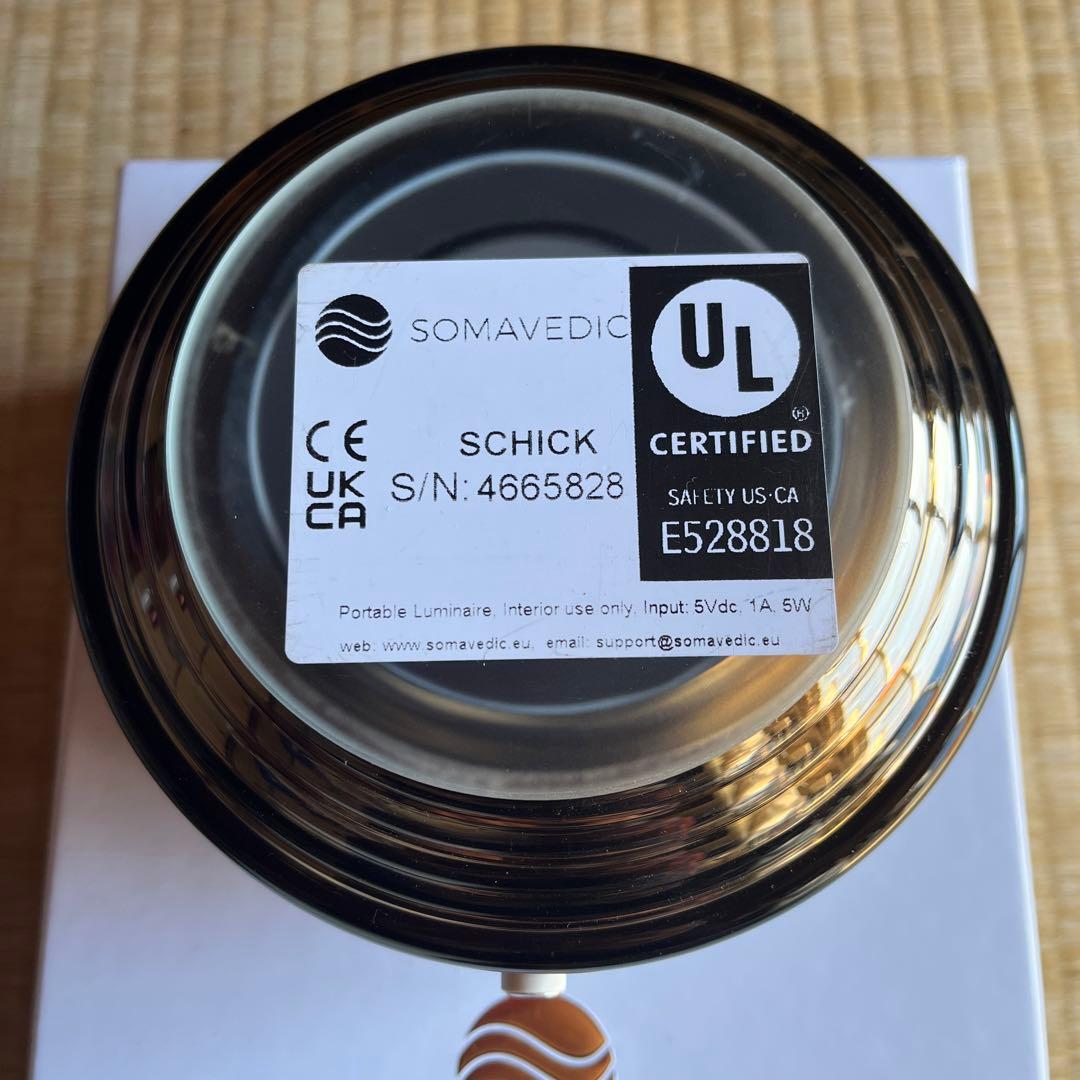 SOMAVEDIC
UL
CERTIFIED
SAFETY US·CA
E528818
CE
UK
CA
SCHICK
S/N: 4665828
Portable Luminaire, Interior use only, Input: 5Vdc, 1A, 5W
web: www.somavedic.eu, email: support@somavedic.eu